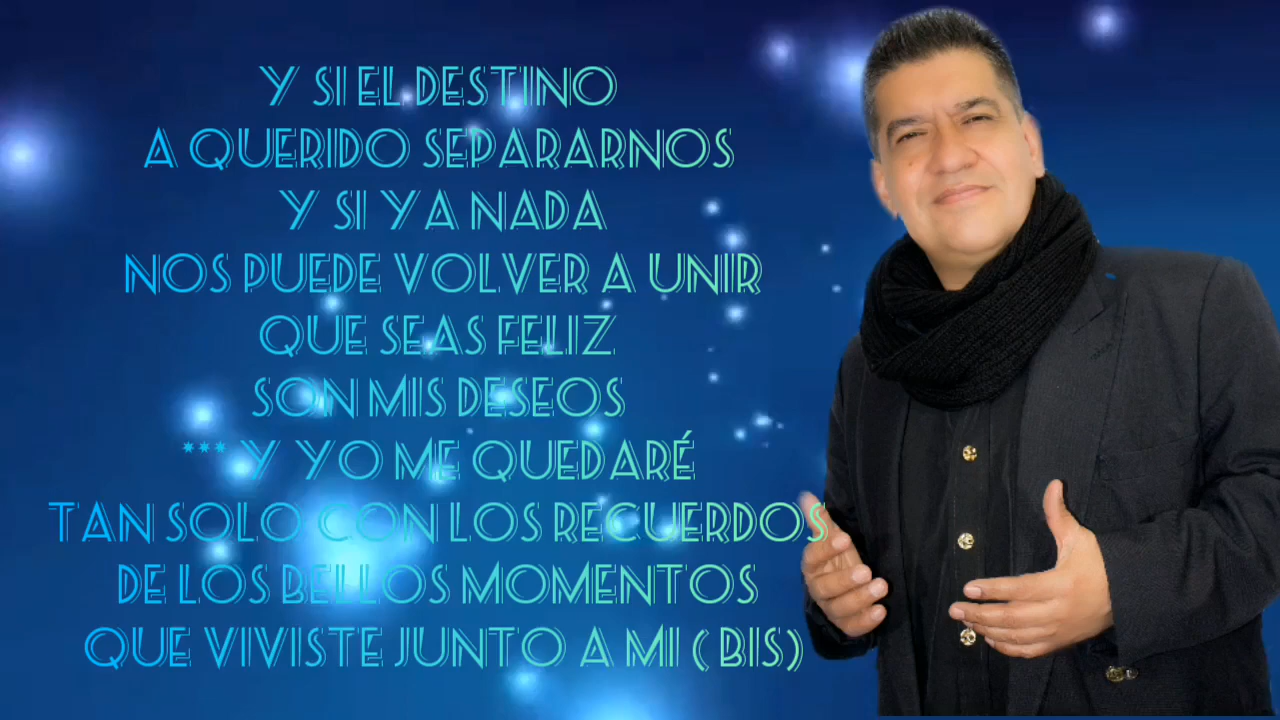 Y SI EL DESTINO
A QUERIDO SEPARARNOS
Y SI YA NADA
NOS PUEDE VOLVER A UNIR
QUE SEAS FELIZ
SON MIS DESEOS
*** Y YO ME QUEDARÉ
TAN SOLO CON LOS RECUERDOS
DE LOS BELLOS MOMENTOS
QUE VIVISTE JUNTO A MI ( BIS)